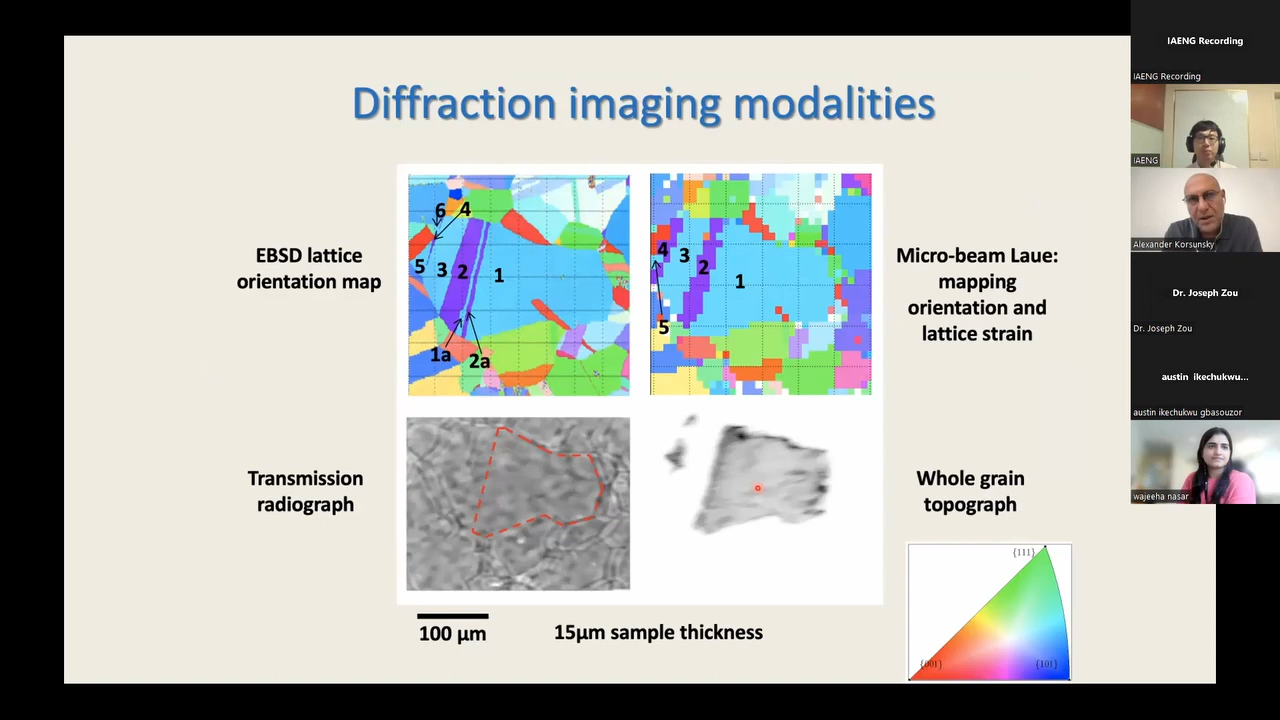 Diffraction imaging modalities
EBSD lattice
orientation map
6
4
5
3
2
1
1a
2a
4
3
2
1
5
Micro-beam Laue:
mapping
orientation and
lattice strain
Transmission
radiograph
Whole grain
topograph
100 µm
15µm sample thickness
{111}
{001}
{101}
IAENG Recording
IAENG Recording
IAENG
Alexander Korsunsky
Dr. Joseph Zou
Dr. Joseph Zou
austin ikechukwu...
austin ikechukwu gbasouzor
wajeeha nasar